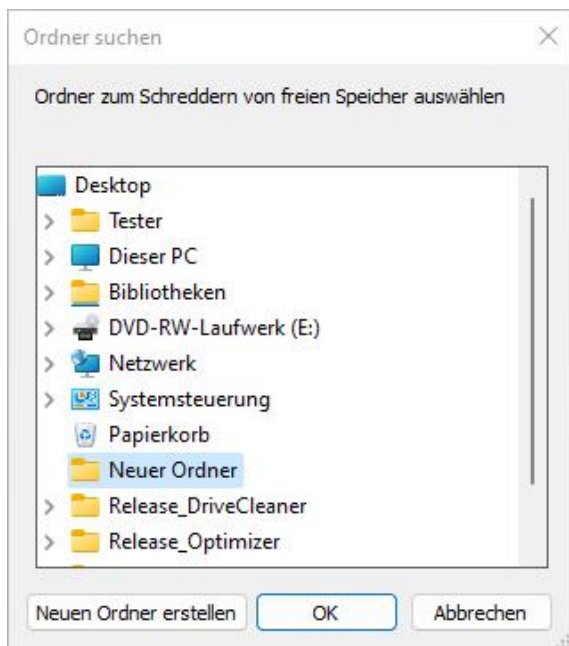 Ordner suchen
Ordner zum Schreddern von freien Speicher auswählen
Desktop
Tester
Dieser PC
Bibliotheken
DVD-RW-Laufwerk (E:)
Netzwerk
Systemsteuerung
Papierkorb
Neuer Ordner
Release_DriveCleaner
Release_Optimizer
Neuen Ordner erstellen OK Abbrechen